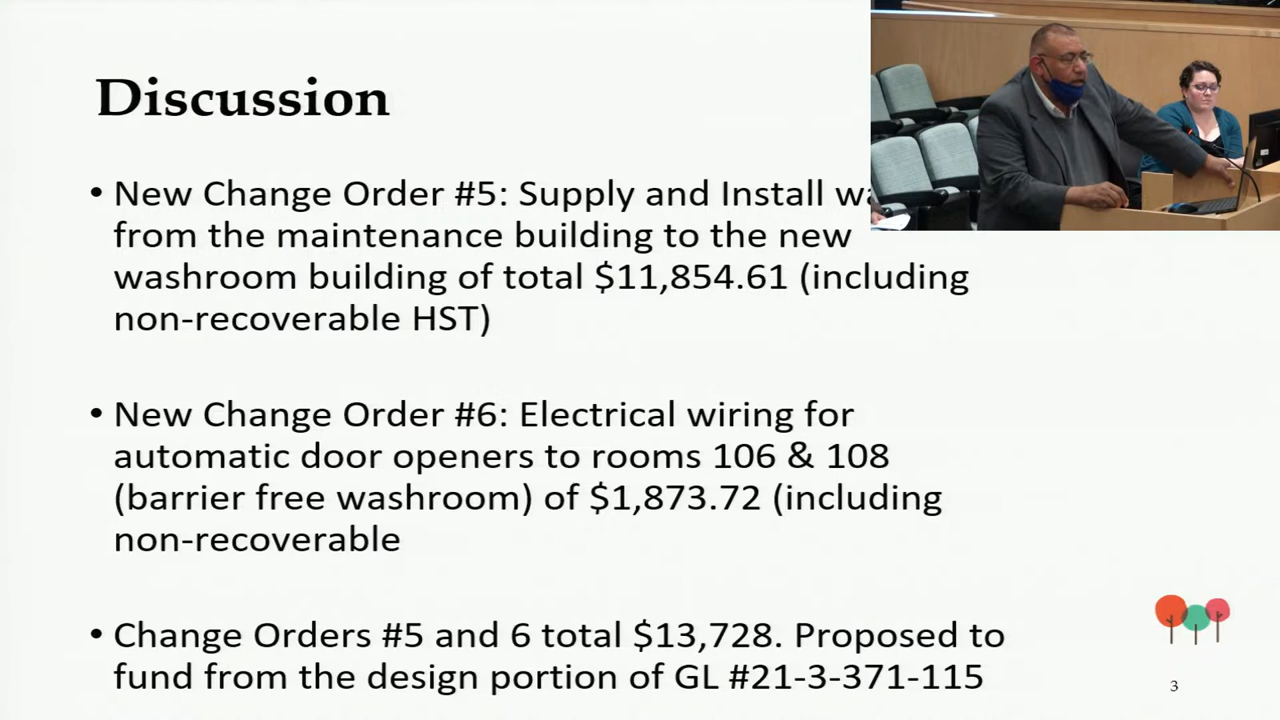 Discussion
• New Change Order #5: Supply and Install
from the maintenance building to the new
washroom building of total $11,854.61 (including
non-recoverable HST)
• New Change Order #6: Electrical wiring for
automatic door openers to rooms 106 & 108
(barrier free washroom) of $1,873.72 (including
non-recoverable
• Change Orders #5 and 6 total $13,728. Proposed to
fund from the design portion of GL #21-3-371-115
3